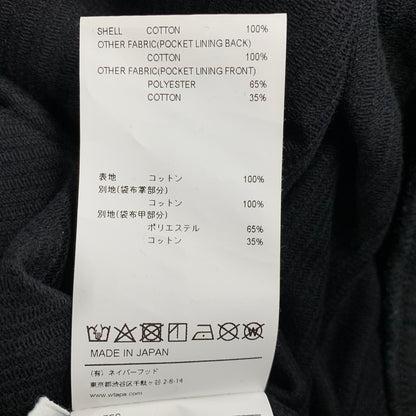 SHELL COTTON 100%
OTHER FABRIC(POCKET LINING BACK)
COTTON 100%
OTHER FABRIC(POCKET LINING FRONT)
POLYESTER 65%
COTTON 35%
表地 コットン 100%
別地(袋布掌部分)
コットン 100%
別地(袋布甲部分)
ポリエステル 65%
コットン 35%
MADE IN JAPAN
(有) ネイバーフッド
東京都渋谷区千駄ヶ谷 2-8-14
www.wtaps.com